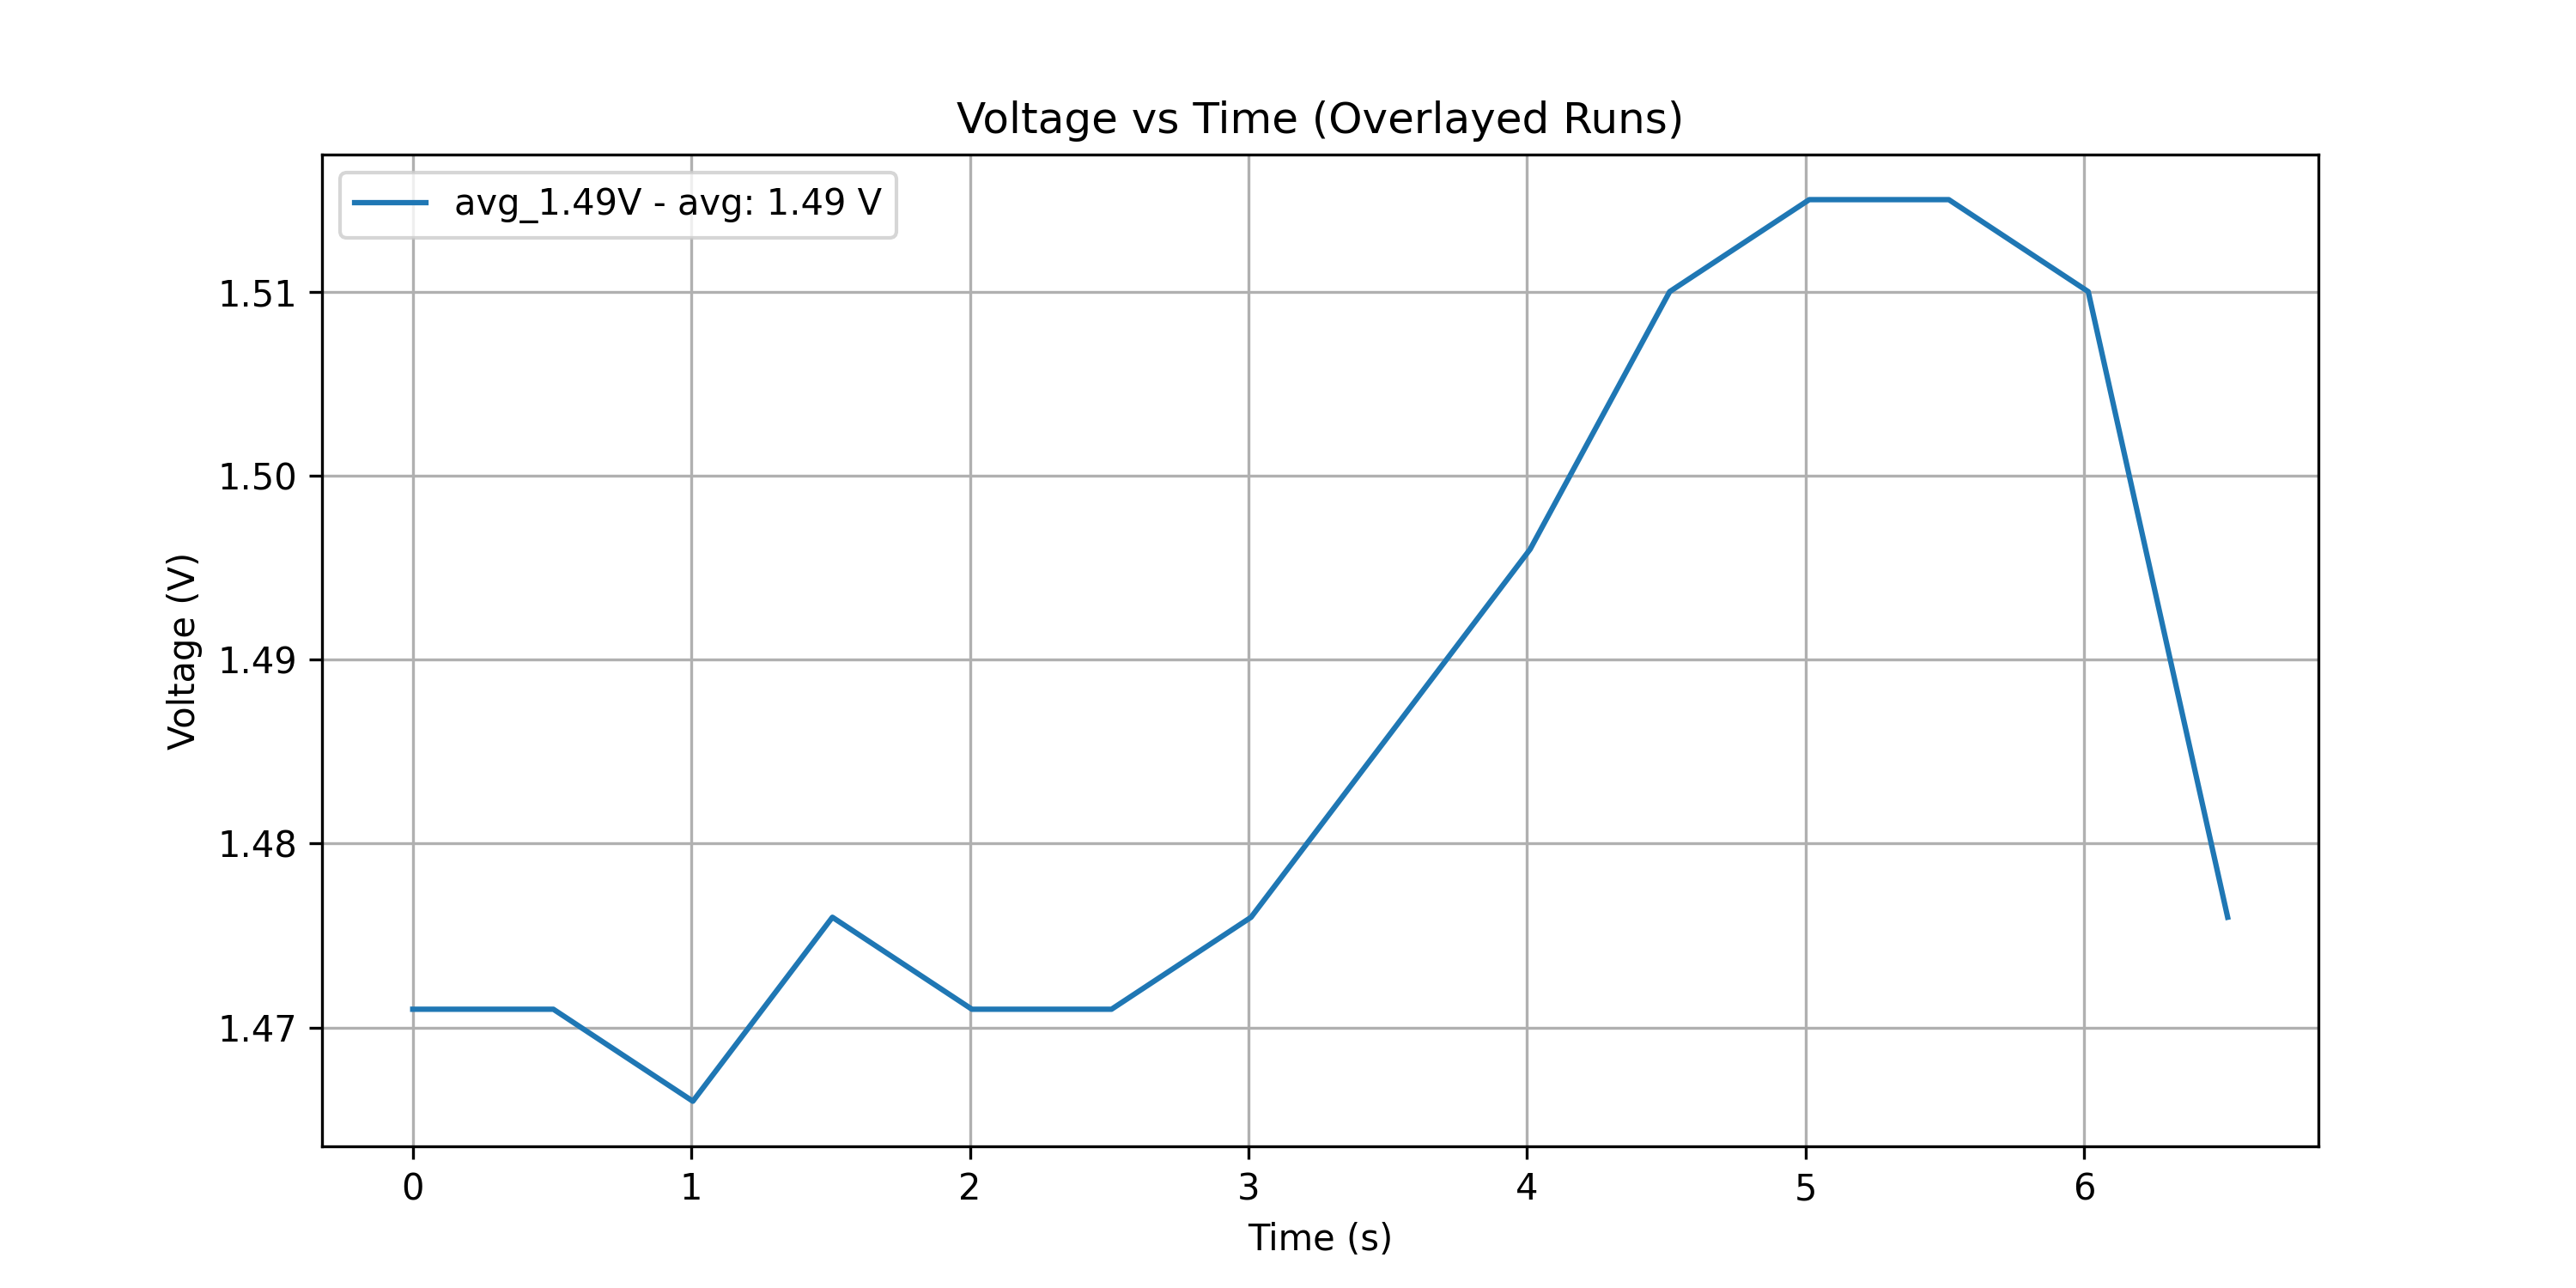 Voltage vs Time (Overlayed Runs)
avg_1.49V - avg: 1.49 V
1.51
1.50
1.49
1.48
1.47
Voltage (V)
0 1 2 3 4 5 6
Time (s)